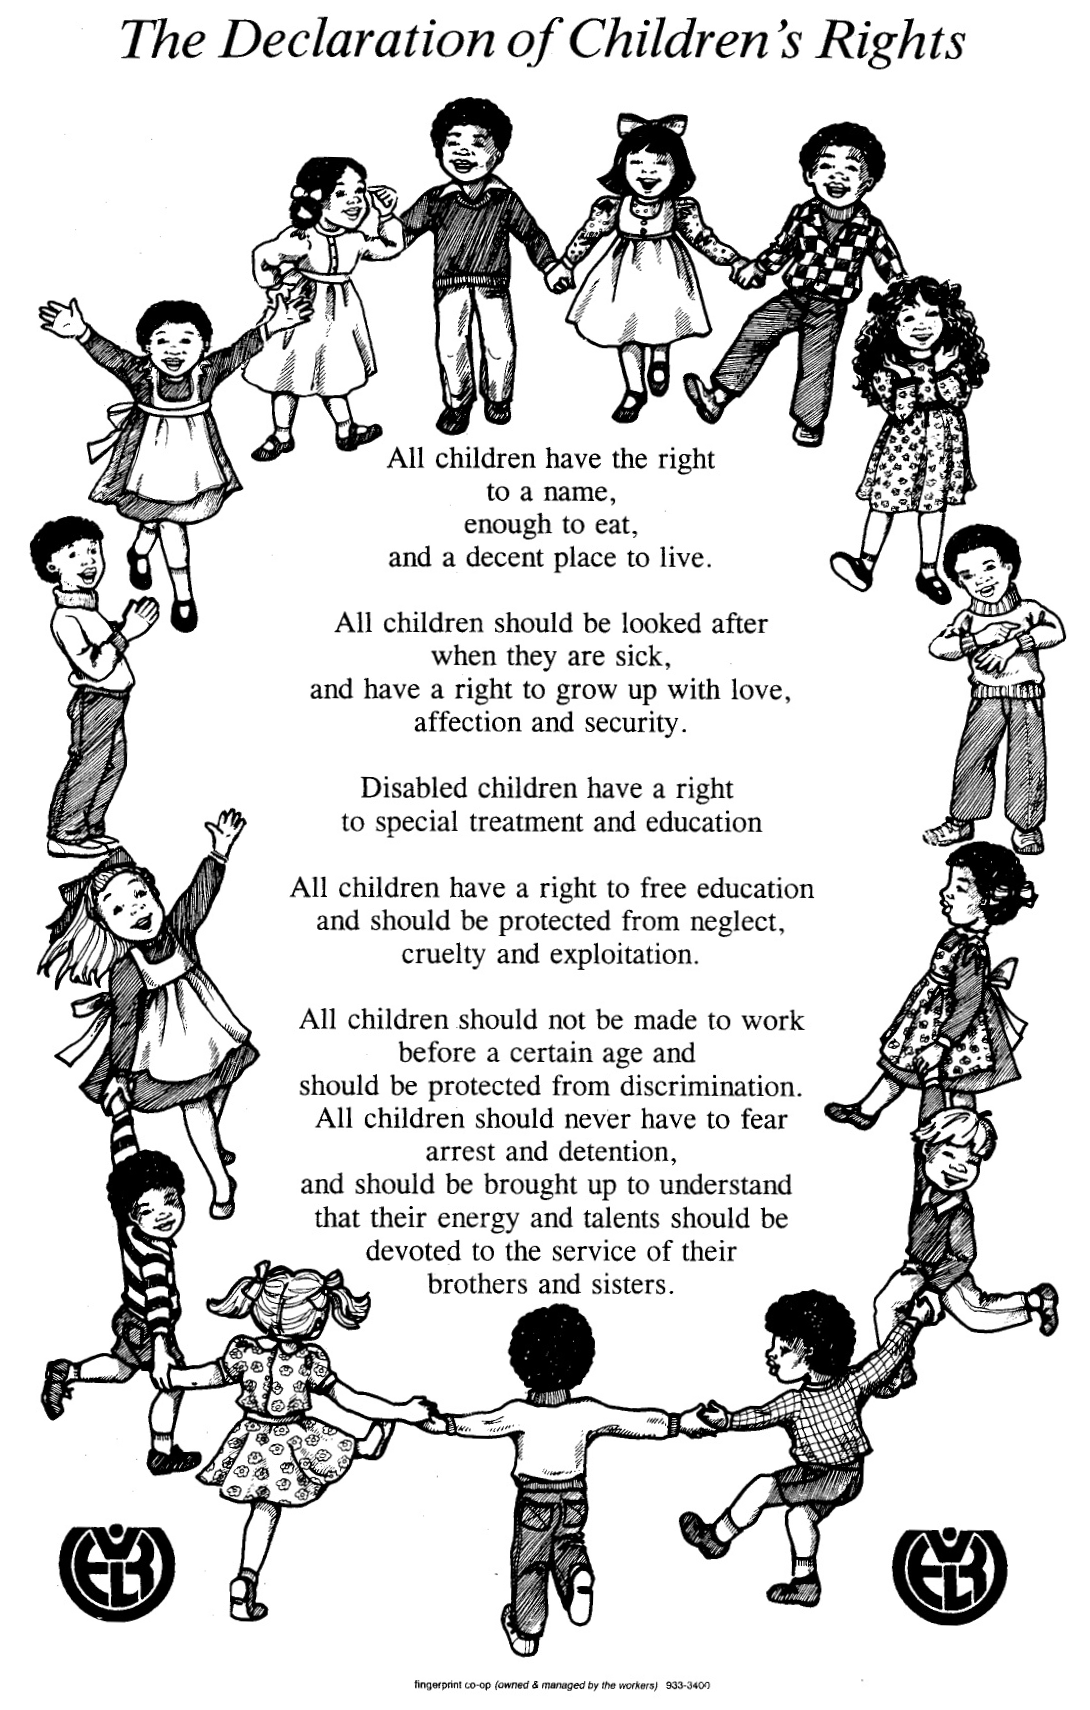 The Declaration of Children's Rights
All children have the right
to a name,
enough to eat,
and a decent place to live.
All children should be looked after
when they are sick,
and have a right to grow up with love,
affection and security.
Disabled children have a right
to special treatment and education
All children have a right to free education
and should be protected from neglect,
cruelty and exploitation.
All children should not be made to work
before a certain age and
should be protected from discrimination.
All children should never have to fear
arrest and detention,
and should be brought up to understand
that their energy and talents should be
devoted to the service of their
brothers and sisters.
fingerprint co-op (owned & managed by the workers) 933-3400